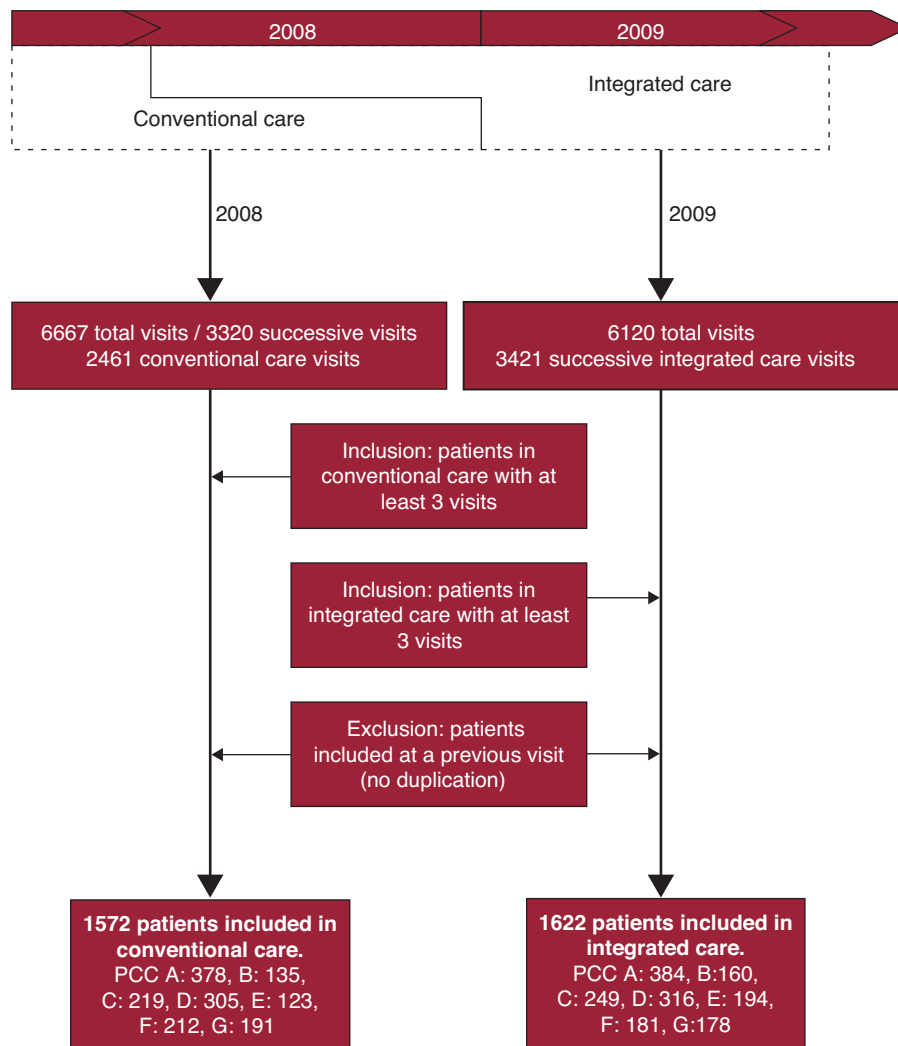 2008
2009
Integrated care
Conventional care
2008
2009
6667 total visits / 3320 successive visits
2461 conventional care visits
6120 total visits
3421 successive integrated care visits
Inclusion: patients in
conventional care with at
least 3 visits
Inclusion: patients in
integrated care with at least
3 visits
Exclusion: patients
included at a previous visit
(no duplication)
1572 patients included in
conventional care.
PCC A: 378, B: 135,
C: 219, D: 305, E: 123,
F: 212, G: 191
1622 patients included in
integrated care.
PCC A: 384, B:160,
C: 249, D: 316, E: 194,
F: 181, G:178